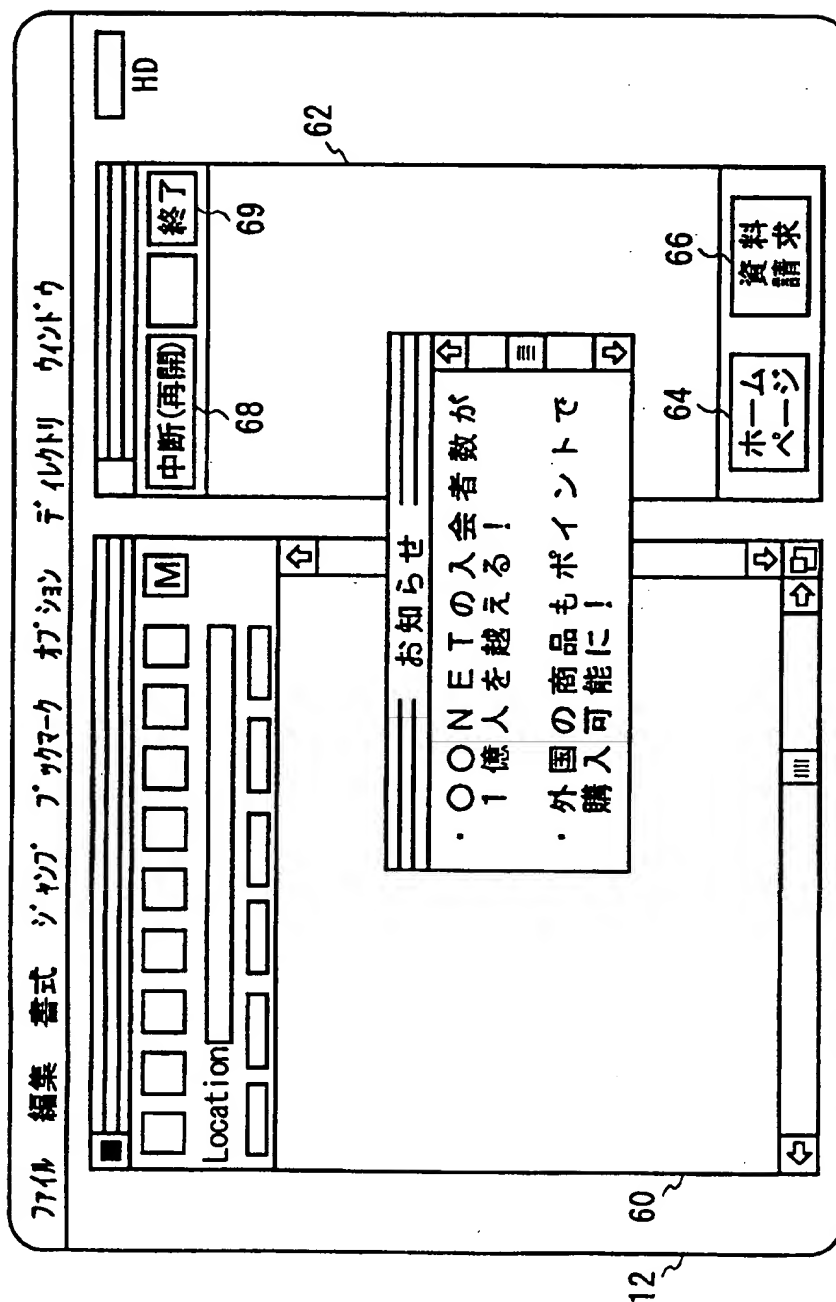 ファイル 編集 書式 ジャンプ ブックマーク オプション ディレクトリ ウィンドウ
HD
M
Location
中断(再開)
終了
68
69
62
お知らせ
・○○NETの入会者数が
1億人を越える!
・外国の商品もポイントで
購入可能に!
ホーム
ページ
資料
請求
64
66
60
12